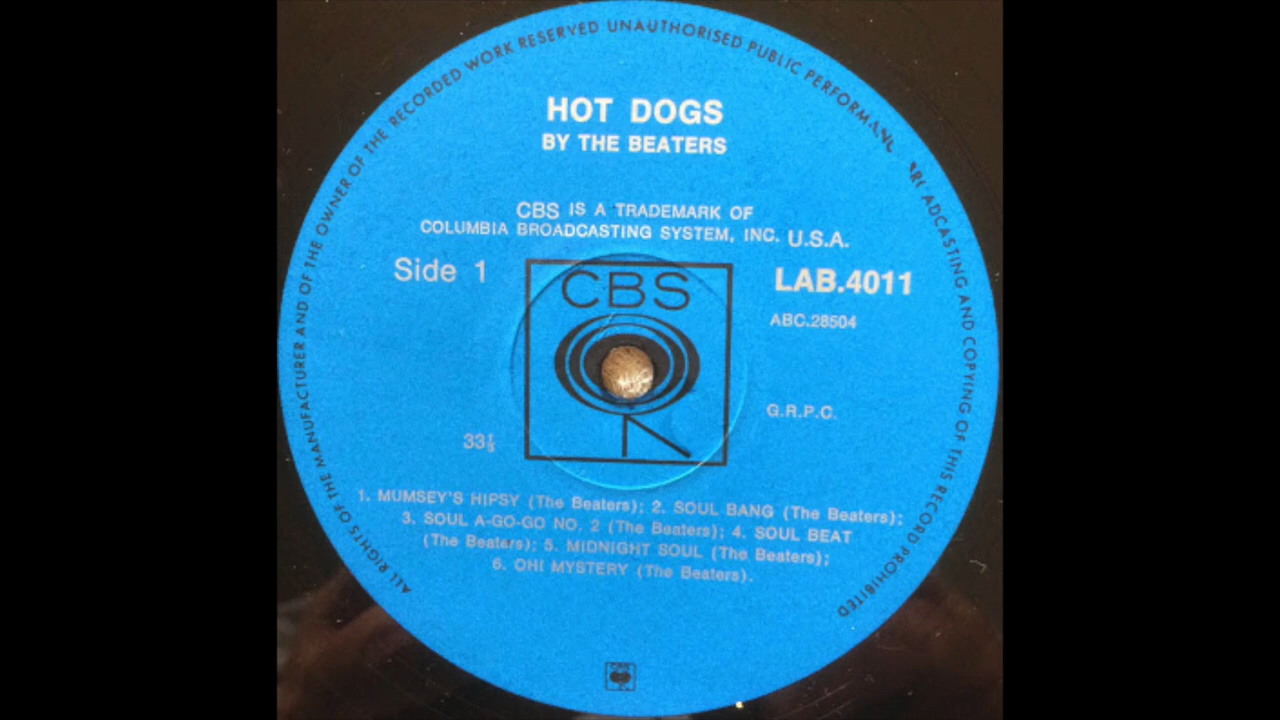 ALL RIGHTS OF THE MANUFACTURER AND OF THE OWNER OF THE RECORDED WORK RESERVED UNAUTHORISED PUBLIC ADCASTING AND COPYING OF THIS RECORD PROHIBITED
HOT DOGS
BY THE BEATERS
CBS IS A TRADEMARK OF
COLUMBIA BROADCASTING SYSTEM, INC. U.S.A.
Side 1
CBS
LAB.4011
ABC.28504
G.R.P.C.
33⅓
1. MUMSEY'S HIPSY (The Beaters); 2. SOUL BANG (The Beaters);
3. SOUL A-GO-GO NO. 2 (The Beaters); 4. SOUL BEAT
(The Beaters); 5. MIDNIGHT SOUL (The Beaters);
6. OH! MYSTERY (The Beaters).
CBS